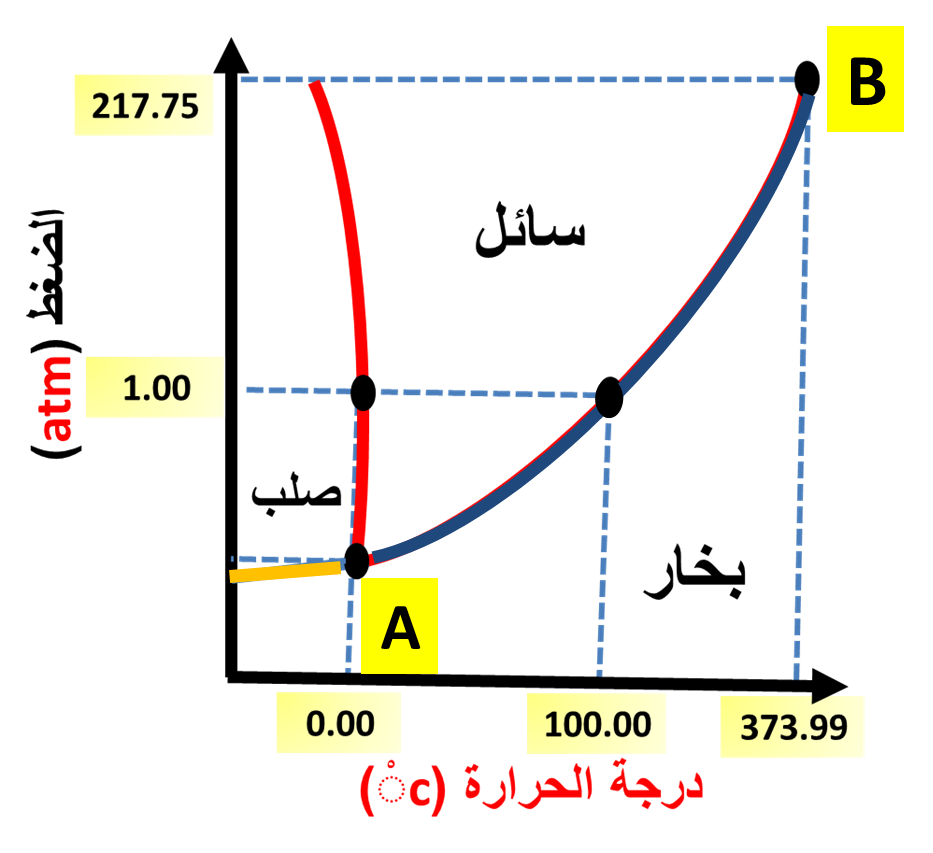 B
217.75
سائل
الضغط (atm)
1.00
صلب
بخار
A
0.00
100.00
373.99
درجة الحرارة (c°)